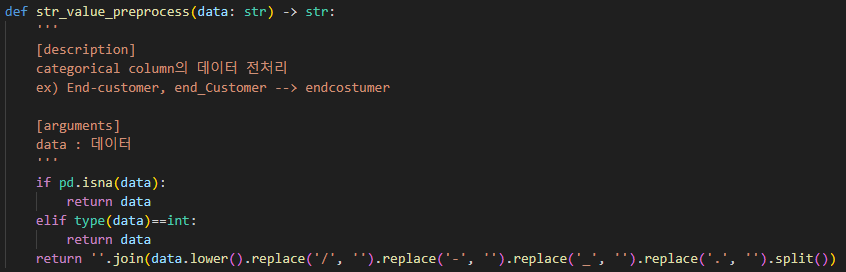 def str_value_preprocess(data: str) -> str:
    '''
    [description]
    categorical column의 데이터 전처리
    ex) End-customer, end_Customer --> endcostumer

    [arguments]
    data : 데이터
    '''
    if pd.isna(data):
        return data
    elif type(data)==int:
        return data
    return ''.join(data.lower().replace('/', '').replace('-', '').replace('_', '').replace('.', '').split())